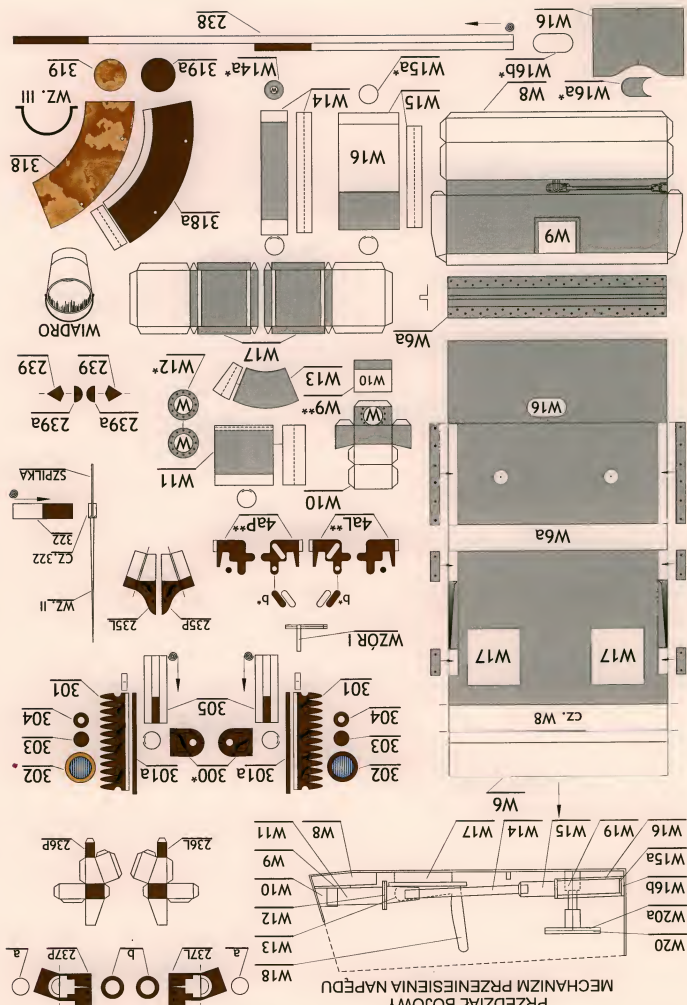 PRZEDZIAŁ BOJOWY
MECHANIZM PRZENIESIENIA NAPĘDU
W20
W20a
W16b
W15a
W16
W19
W15
W14
W17
W8
W18
W13
W12
W10
W9
W11
a
237L
b
237P
a
236L
236P
W6
CZ. W8
W17
W17
W6a
W16
302
303
304
301
301a
300*
305
301a
302
303
304
301
WZÓR I
b*
b*
4aL**
4aP**
235P
235L
WZ. II
CZ.322
322
SZPILKA
W10
W
W11
W9**
W10
W13
W12*
W
W
239a
239a
239
239
W17
WIADRO
W6a
W9
W8
W16
W15
W14
318a
318
WZ. III
W16a*
W16b*
W16
W15a*
W14a*
W
319a
319
238